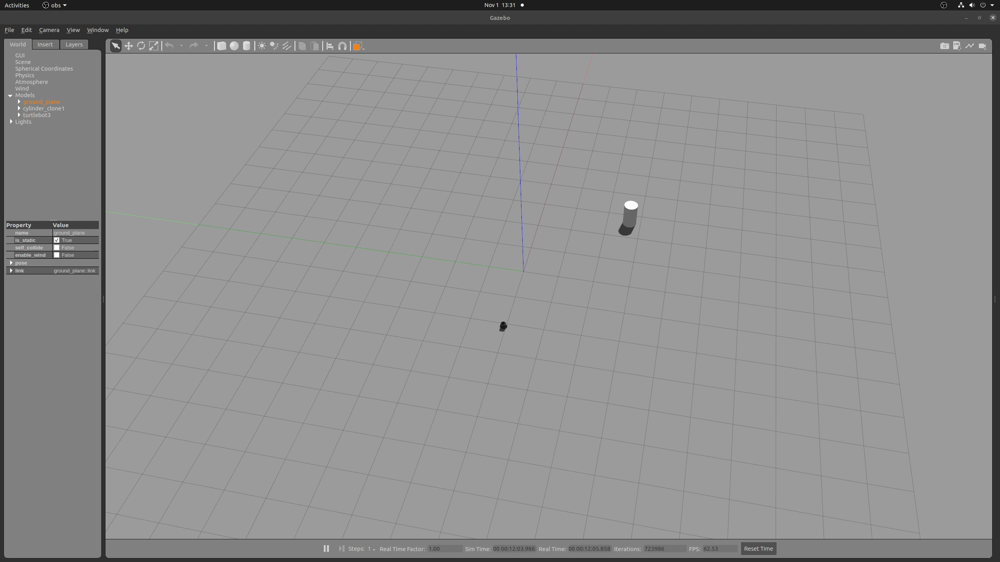 Activities obs Nov 1 13:31
Gazebo
File Edit Camera View Window Help
World Insert Layers
LOG
GUI
Scene
Spherical Coordinates
Physics
Atmosphere
Wind
Models
ground_plane
cylinder_clone1
turtlebot3
Lights
Property Value
name ground_plane
is_static True
self_collide False
enable_wind False
pose
link ground_plane::link
Steps: 1 Real Time Factor: 1.00 Sim Time: 00 00:12:03.986 Real Time: 00 00:12:05.858 Iterations: 723986 FPS: 62.53 Reset Time